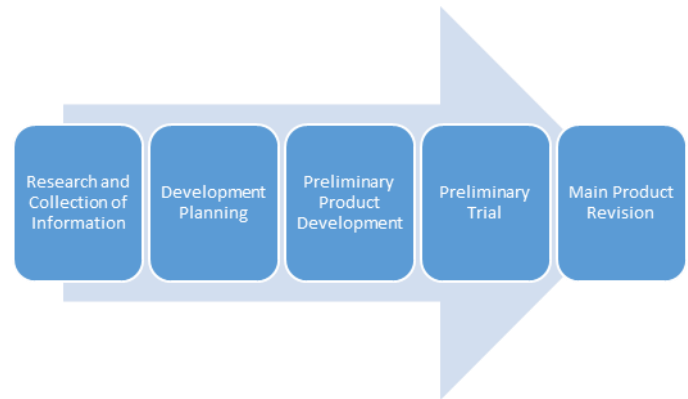 Research and
Collection of
Information
Development
Planning
Preliminary
Product
Development
Preliminary
Trial
Main Product
Revision